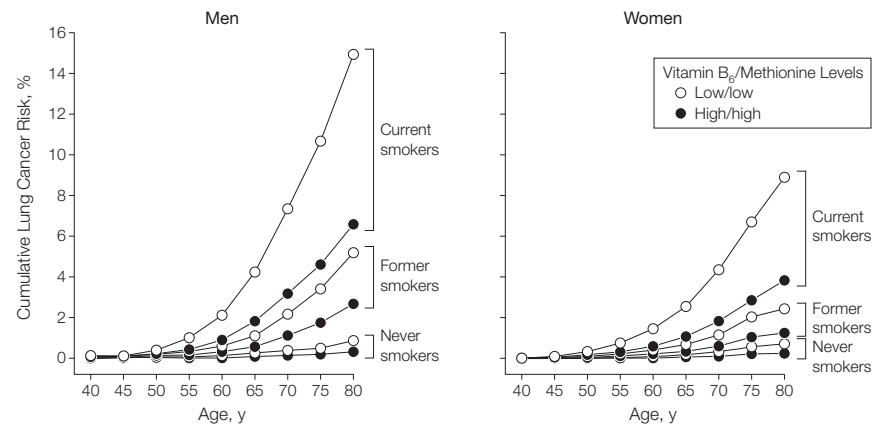 Men
Women
Cumulative Lung Cancer Risk, %
16
14
12
10
8
6
4
2
0
Current
smokers
Former
smokers
Never
smokers
40 45 50 55 60 65 70 75 80
Age, y
Vitamin B₆/Methionine Levels
Low/low
High/high
Current
smokers
Former
smokers
Never
smokers
40 45 50 55 60 65 70 75 80
Age, y